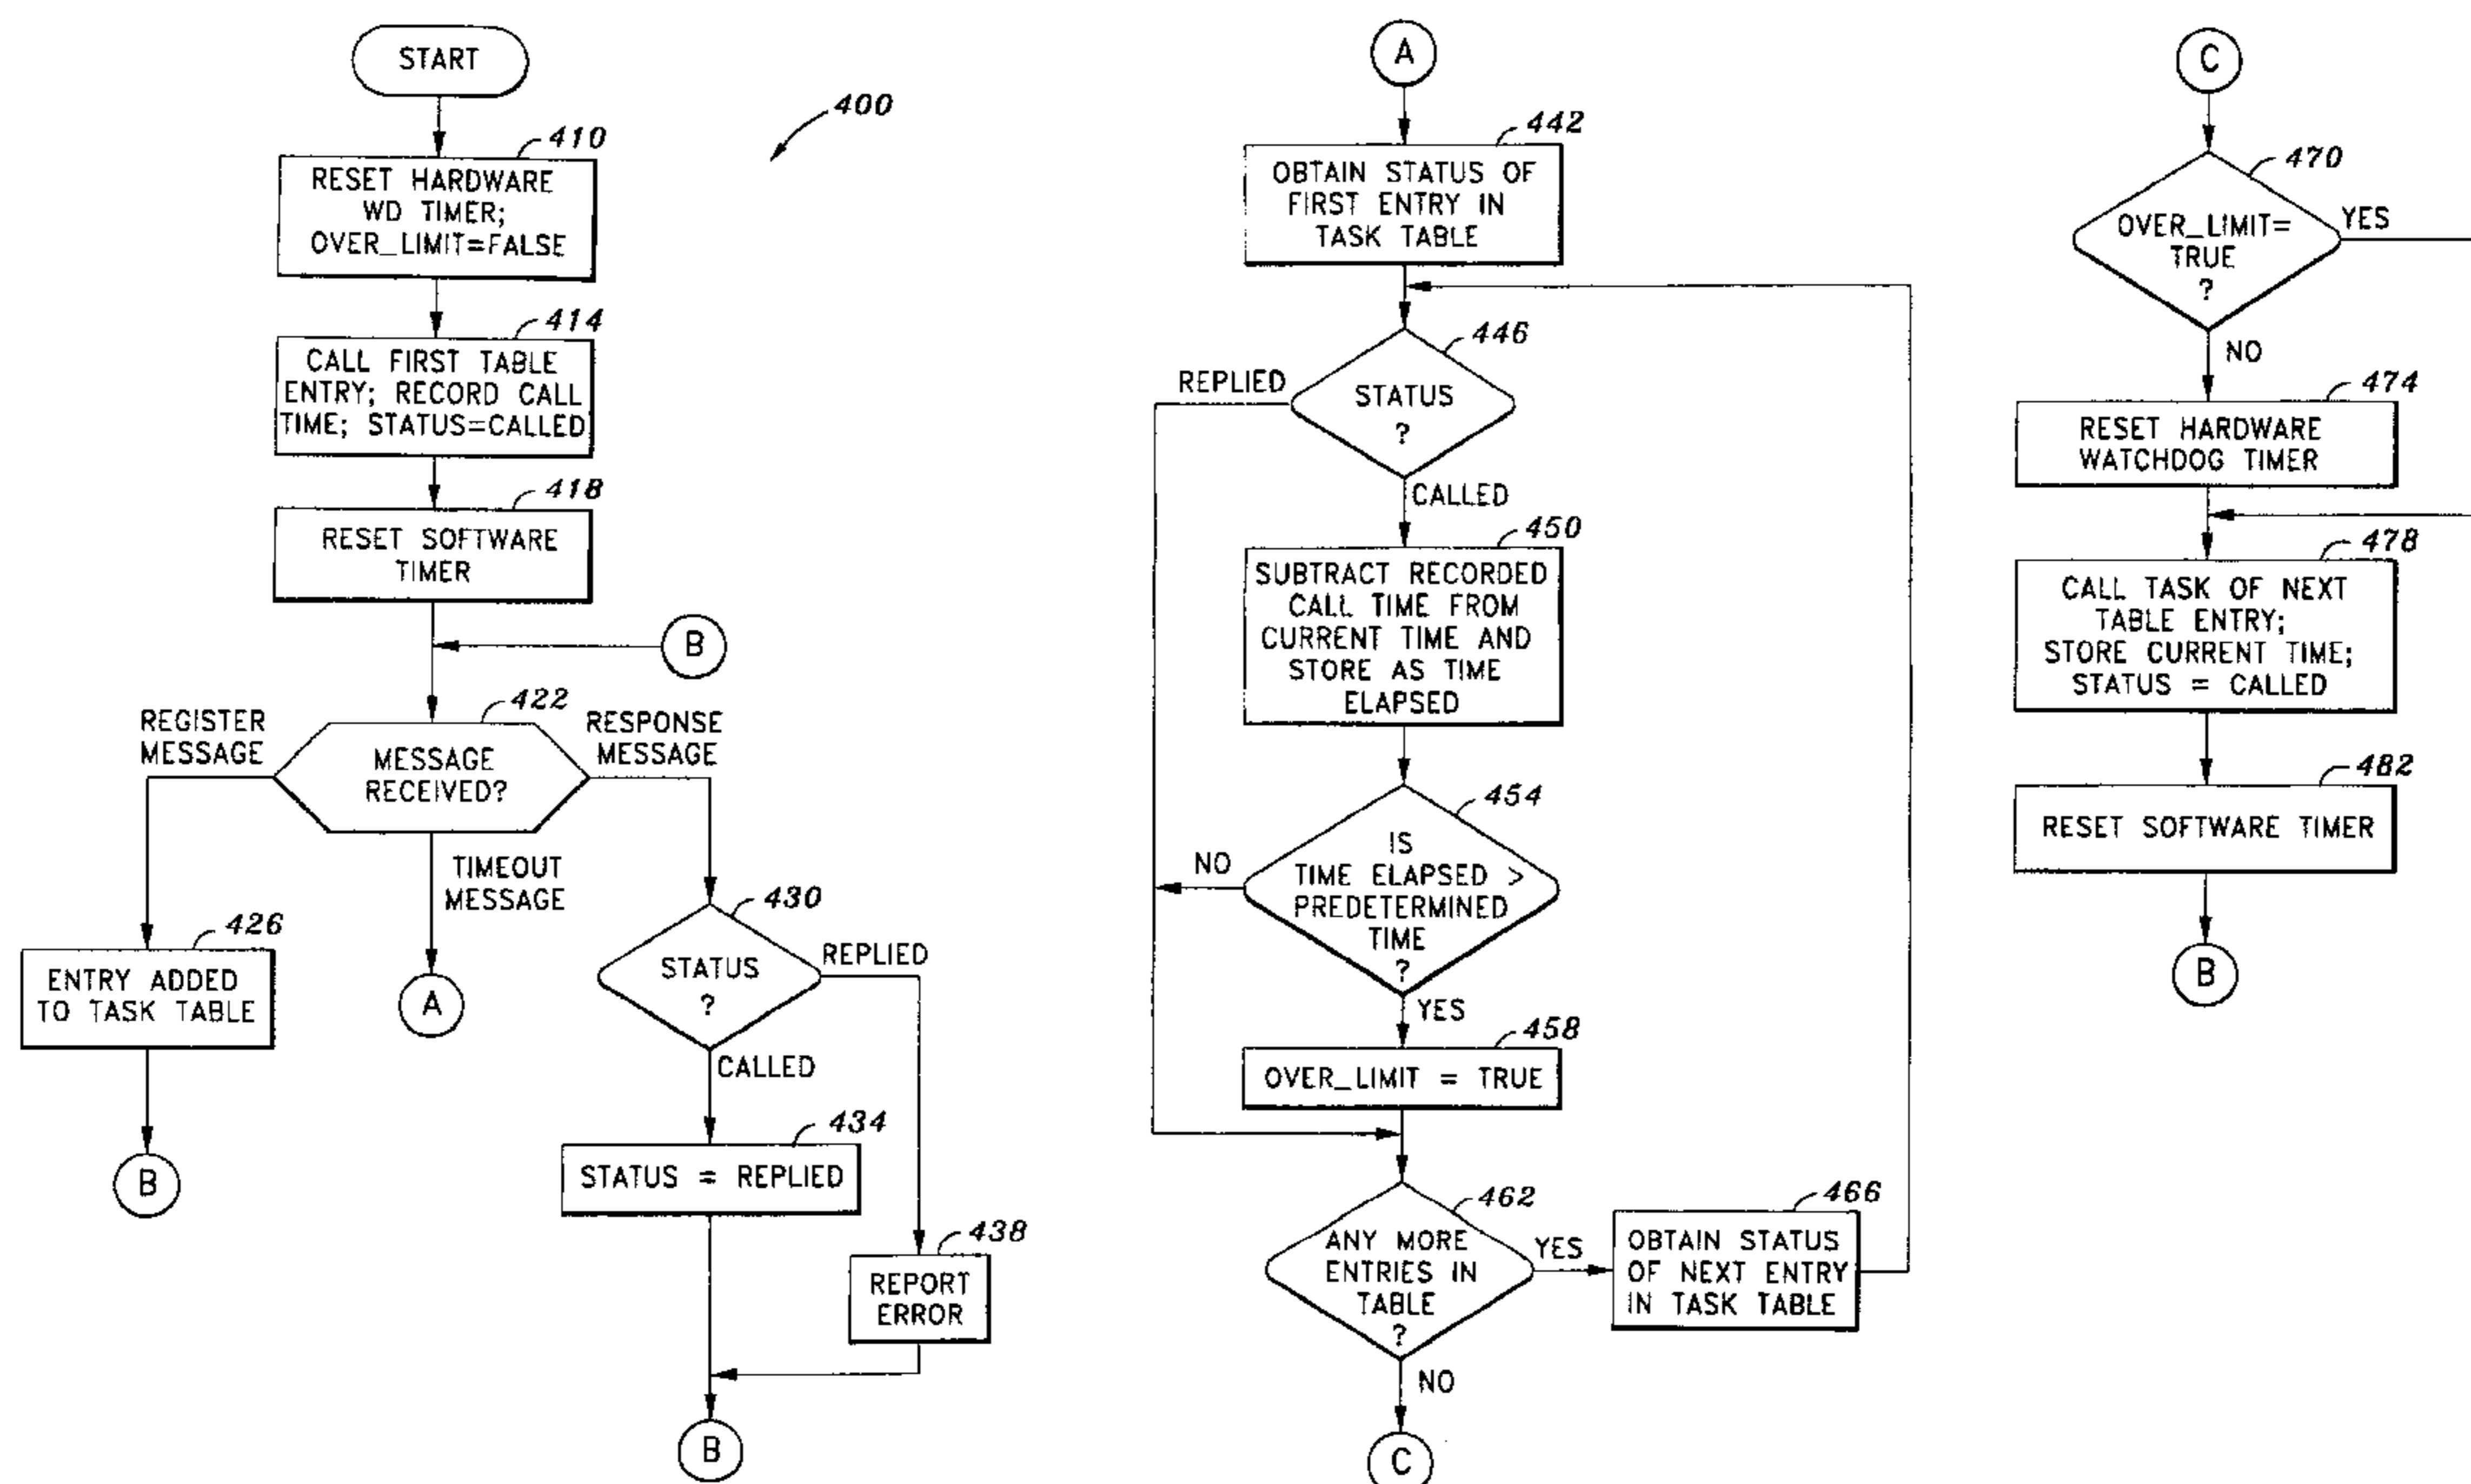 START
400
410
RESET HARDWARE
WD TIMER;
OVER_LIMIT=FALSE
414
CALL FIRST TABLE
ENTRY; RECORD CALL
TIME; STATUS=CALLED
418
RESET SOFTWARE
TIMER
B
422
REGISTER
MESSAGE
MESSAGE
RECEIVED?
RESPONSE
MESSAGE
TIMEOUT
MESSAGE
426
ENTRY ADDED
TO TASK TABLE
B
A
430
STATUS
?
REPLIED
CALLED
434
STATUS = REPLIED
438
REPORT
ERROR
B
A
442
OBTAIN STATUS OF
FIRST ENTRY IN
TASK TABLE
446
REPLIED
STATUS
?
CALLED
450
SUBTRACT RECORDED
CALL TIME FROM
CURRENT TIME AND
STORE AS TIME
ELAPSED
454
NO
IS
TIME ELAPSED >
PREDETERMINED
TIME
?
YES
458
OVER_LIMIT = TRUE
462
ANY MORE
ENTRIES IN
TABLE
?
YES
466
OBTAIN STATUS
OF NEXT ENTRY
IN TASK TABLE
NO
C
C
470
OVER_LIMIT=
TRUE
?
YES
NO
474
RESET HARDWARE
WATCHDOG TIMER
478
CALL TASK OF NEXT
TABLE ENTRY;
STORE CURRENT TIME;
STATUS = CALLED
482
RESET SOFTWARE TIMER
B